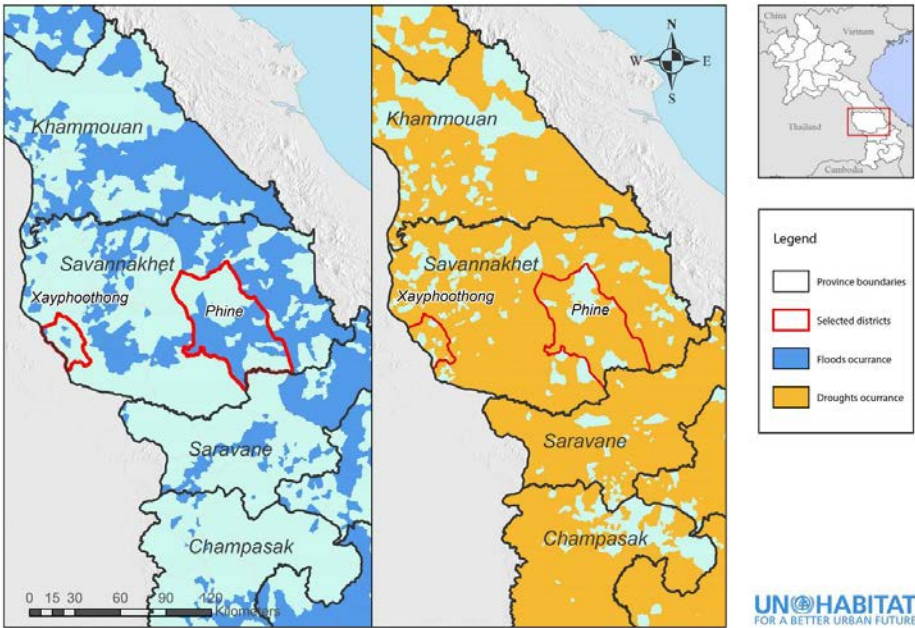 Khammouan
Savannakhet
Xayphoothong
Phine
Saravane
Champasak
0 15 30 60 90 120
Kilometers
N
W E
S
Khammouan
Savannakhet
Xayphoothong
Phine
Saravane
Champasak
China
Vietnam
Thailand
Cambodia
Legend
Province boundaries
Selected districts
Floods ocurrance
Droughts ocurrance
UN HABITAT
FOR A BETTER URBAN FUTURE